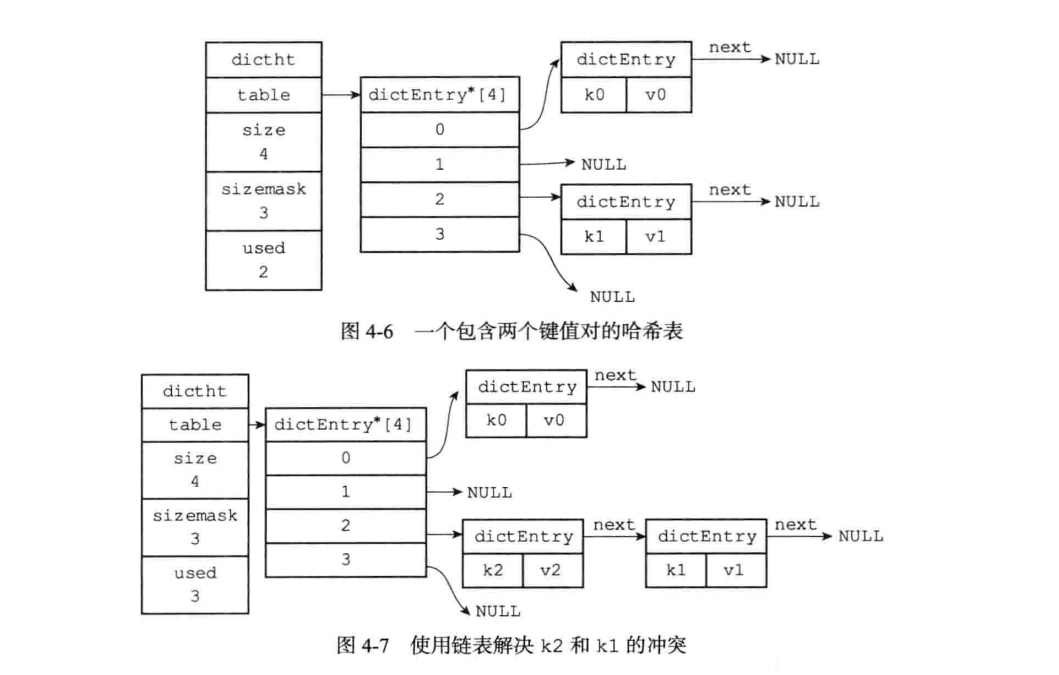 dictht
table
size
4
sizemask
3
used
2
dictEntry*[4]
0
1
2
3
dictEntry
k0 v0
next
NULL
NULL
dictEntry
k1 v1
next
NULL
NULL
图 4-6 一个包含两个键值对的哈希表
dictht
table
size
4
sizemask
3
used
3
dictEntry*[4]
0
1
2
3
dictEntry
k0 v0
next
NULL
NULL
dictEntry
k2 v2
next
dictEntry
k1 v1
next
NULL
NULL
图 4-7 使用链表解决 k2 和 k1 的冲突